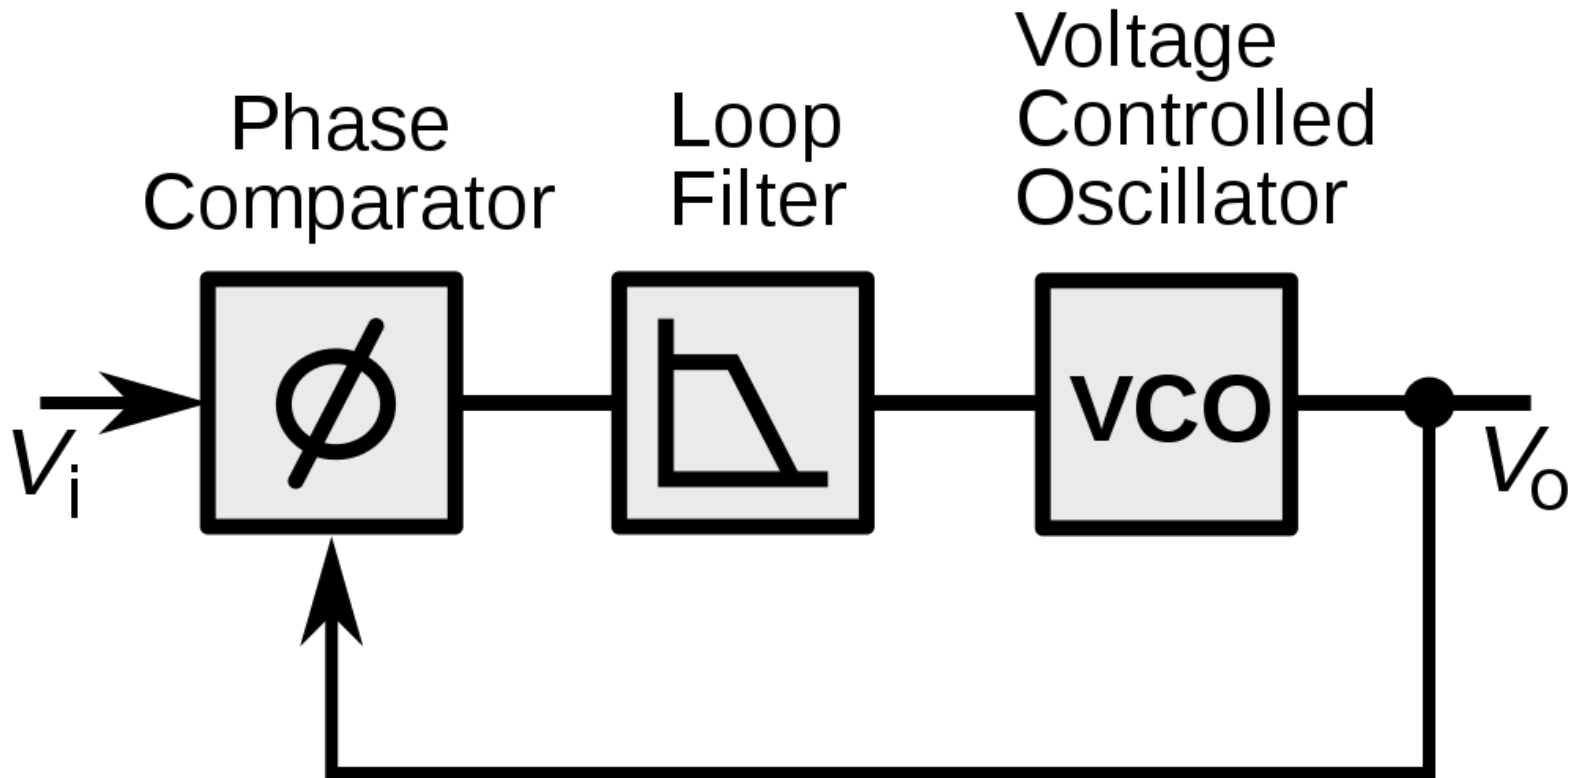 Phase
Comparator
Loop
Filter
Voltage
Controlled
Oscillator
Vi
ϕ
VCO
Vo